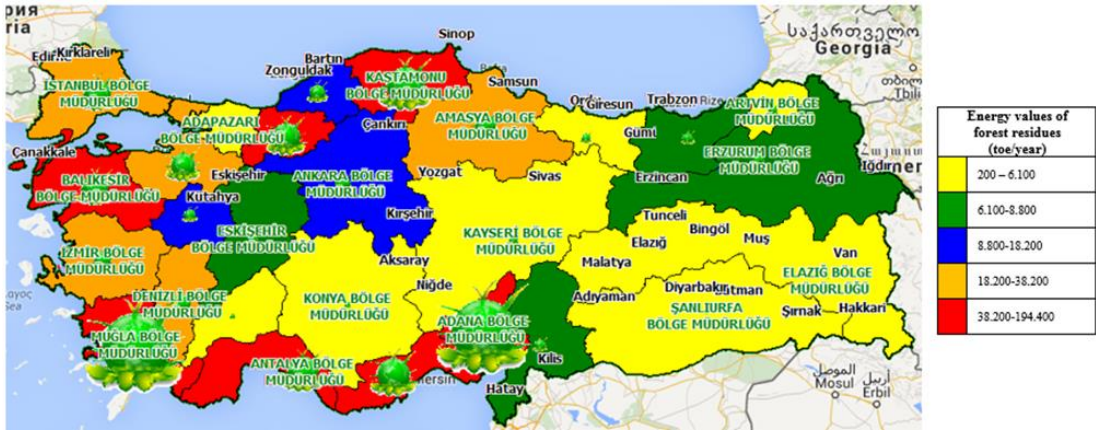 Sinop
საქართველო
Georgia
Edirne
Kırklareli
Bartın
Zonguldak
KASTAMONU
BÖLGE MÜDÜRLÜĞÜ
Samsun
İSTANBUL BÖLGE
MÜDÜRLÜĞÜ
Giresun
Trabzon
Rize
ARTVİN BÖLGE
MÜDÜRLÜĞÜ
ADAPAZARI
BÖLGE MÜDÜRLÜĞÜ
Çankırı
AMASYA BÖLGE
MÜDÜRLÜĞÜ
Gümü
ERZURUM BÖLGE
MÜDÜRLÜĞÜ
Çanakkale
Iğdır
BALIKESİR
BÖLGE MÜDÜRLÜĞÜ
Eskişehir
ANKARA BÖLGE
MÜDÜRLÜĞÜ
Yozgat
Sivas
Erzincan
Ağrı
Kutahya
Kırşehir
Tunceli
ESKİŞEHİR
BÖLGE MÜDÜRLÜĞÜ
KAYSERİ BÖLGE
MÜDÜRLÜĞÜ
Bingöl
Elazığ
Muş
Van
İZMİR BÖLGE
MÜDÜRLÜĞÜ
Aksaray
Malatya
ELAZIĞ BÖLGE
MÜDÜRLÜĞÜ
DENİZLİ BÖLGE
MÜDÜRLÜĞÜ
KONYA BÖLGE
MÜDÜRLÜĞÜ
Niğde
Adıyaman
Diyarbakır
ŞANLIURFA
BÖLGE MÜDÜRLÜĞÜ
Şırnak
Hakkari
MUĞLA BÖLGE
MÜDÜRLÜĞÜ
ADANA BÖLGE
MÜDÜRLÜĞÜ
ANTALYA BÖLGE
MÜDÜRLÜĞÜ
Kilis
Hatay
الموصل
Mosul
أربيل
Erbil
Energy values of
forest residues
(toe/year)
200 – 6.100
6.100-8.800
8.800-18.200
18.200-38.200
38.200-194.400